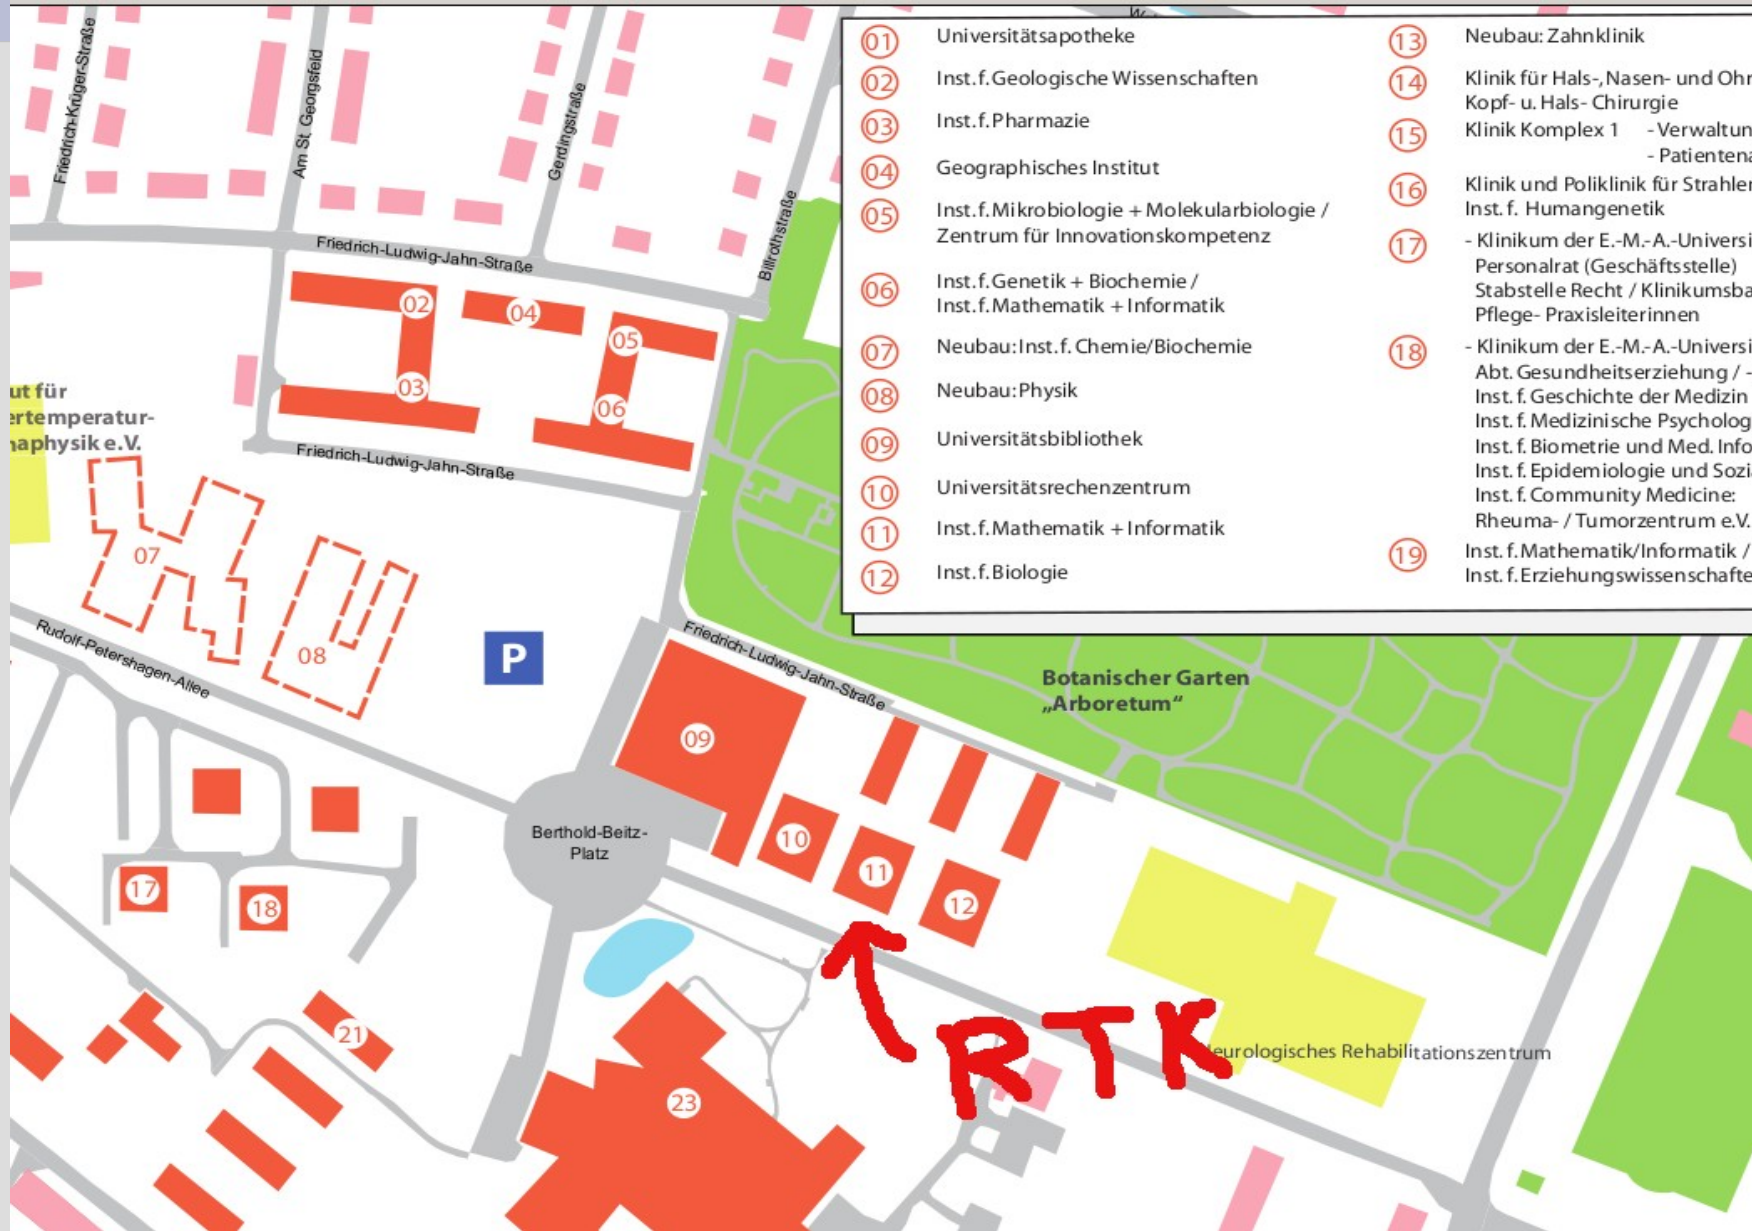 Friedrich-Krüger-Straße
Am St. Georgsfeld
Gerdingstraße
Billrothstraße
Friedrich-Ludwig-Jahn-Straße
02
04
05
03
06
Friedrich-Ludwig-Jahn-Straße
ut für
ertemperatur-
aphysik e.V.
07
08
P
Rudolf-Petershagen-Allee
Friedrich-Ludwig-Jahn-Straße
09
10
11
12
Berthold-Beitz-
Platz
17
18
21
23
RTK
Botanischer Garten
„Arboretum“
eurologisches Rehabilitationszentrum
01 Universitätsapotheke
02 Inst.f.Geologische Wissenschaften
03 Inst.f.Pharmazie
04 Geographisches Institut
05 Inst.f.Mikrobiologie + Molekularbiologie /
Zentrum für Innovationskompetenz
06 Inst.f.Genetik + Biochemie /
Inst.f.Mathematik + Informatik
07 Neubau:Inst.f.Chemie/Biochemie
08 Neubau:Physik
09 Universitätsbibliothek
10 Universitätsrechenzentrum
11 Inst.f.Mathematik + Informatik
12 Inst.f.Biologie
13 Neubau: Zahnklinik
14 Klinik für Hals-,Nasen- und Ohr
Kopf- u. Hals- Chirurgie
15 Klinik Komplex 1 - Verwaltun
- Patientena
16 Klinik und Poliklinik für Strahler
Inst. f. Humangenetik
17 - Klinikum der E.-M.-A.-Universi
Personalrat (Geschäftsstelle)
Stabstelle Recht / Klinikumsba
Pflege- Praxisleiterinnen
18 - Klinikum der E.-M.-A.-Universi
Abt. Gesundheitserziehung / -
Inst. f. Geschichte der Medizin
Inst. f. Medizinische Psycholog
Inst. f. Biometrie und Med. Info
Inst. f. Epidemiologie und Sozi
Inst. f. Community Medicine:
Rheuma- / Tumorzentrum e.V.
19 Inst. f.Mathematik/Informatik /
Inst. f.Erziehungswissenschafte